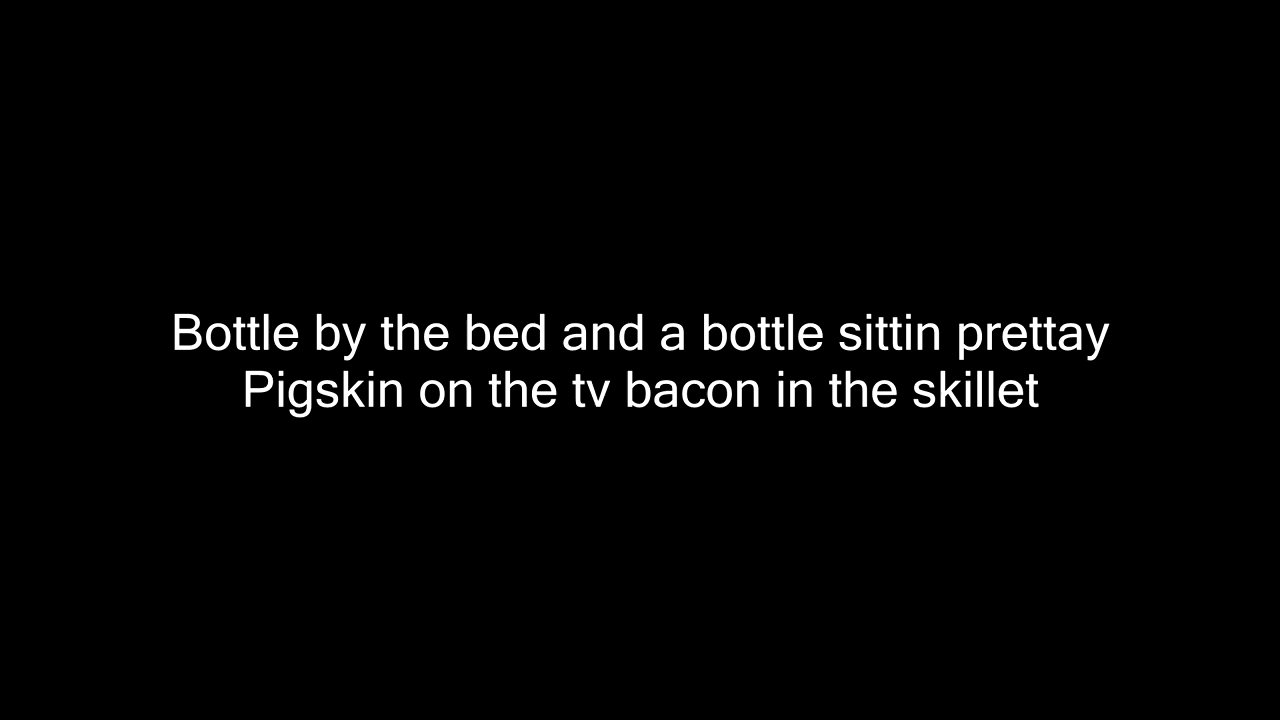 Bottle by the bed and a bottle sittin prettay
Pigskin on the tv bacon in the skillet